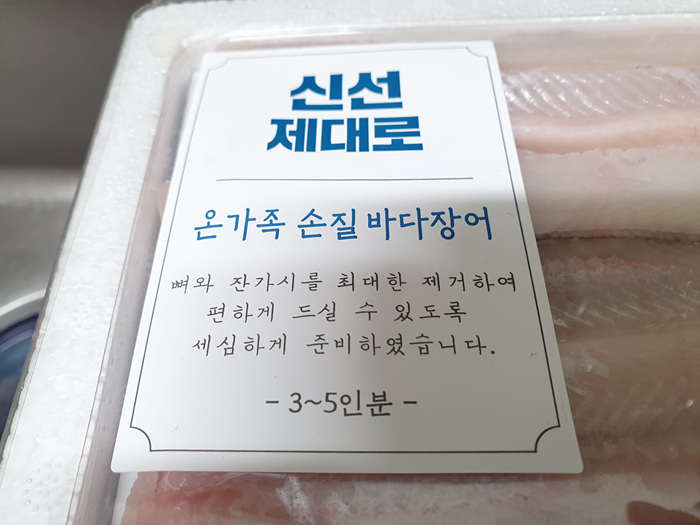 신선
제대로
온가족 손질 바다장어
뼈와 잔가시를 최대한 제거하여
편하게 드실 수 있도록
세심하게 준비하였습니다.
- 3~5인분 -